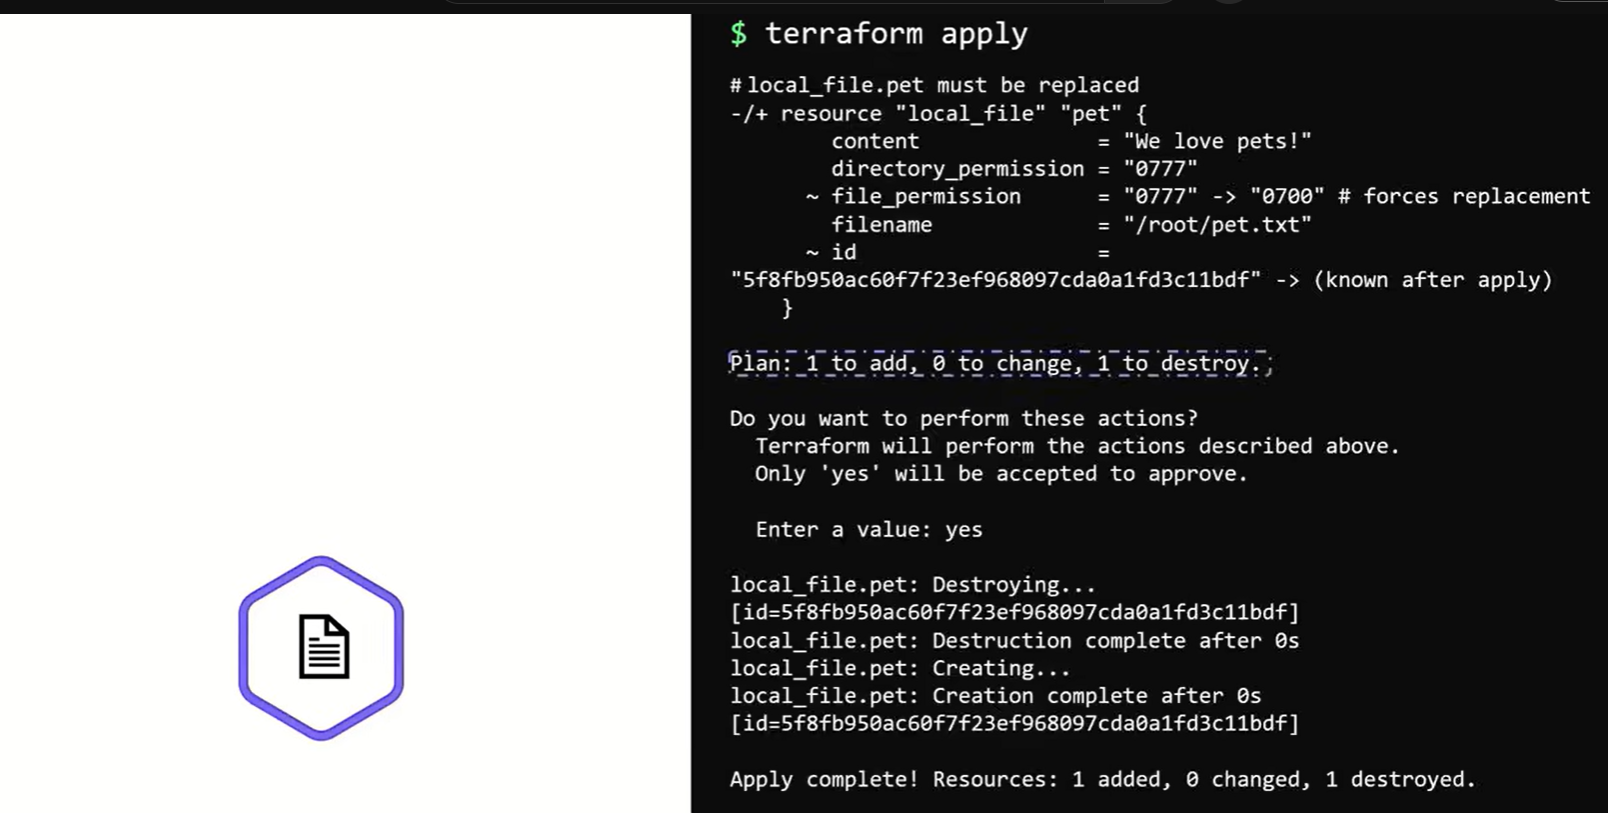 $ terraform apply
# local_file.pet must be replaced
-/+ resource "local_file" "pet" {
        content              = "We love pets!"
        directory_permission = "0777"
      ~ file_permission      = "0777" -> "0700" # forces replacement
        filename             = "/root/pet.txt"
      ~ id                   =
"5f8fb950ac60f7f23ef968097cda0a1fd3c11bdf" -> (known after apply)
    }
Plan: 1 to add, 0 to change, 1 to destroy.
Do you want to perform these actions?
  Terraform will perform the actions described above.
  Only 'yes' will be accepted to approve.
  Enter a value: yes
local_file.pet: Destroying...
[id=5f8fb950ac60f7f23ef968097cda0a1fd3c11bdf]
local_file.pet: Destruction complete after 0s
local_file.pet: Creating...
local_file.pet: Creation complete after 0s
[id=5f8fb950ac60f7f23ef968097cda0a1fd3c11bdf]
Apply complete! Resources: 1 added, 0 changed, 1 destroyed.